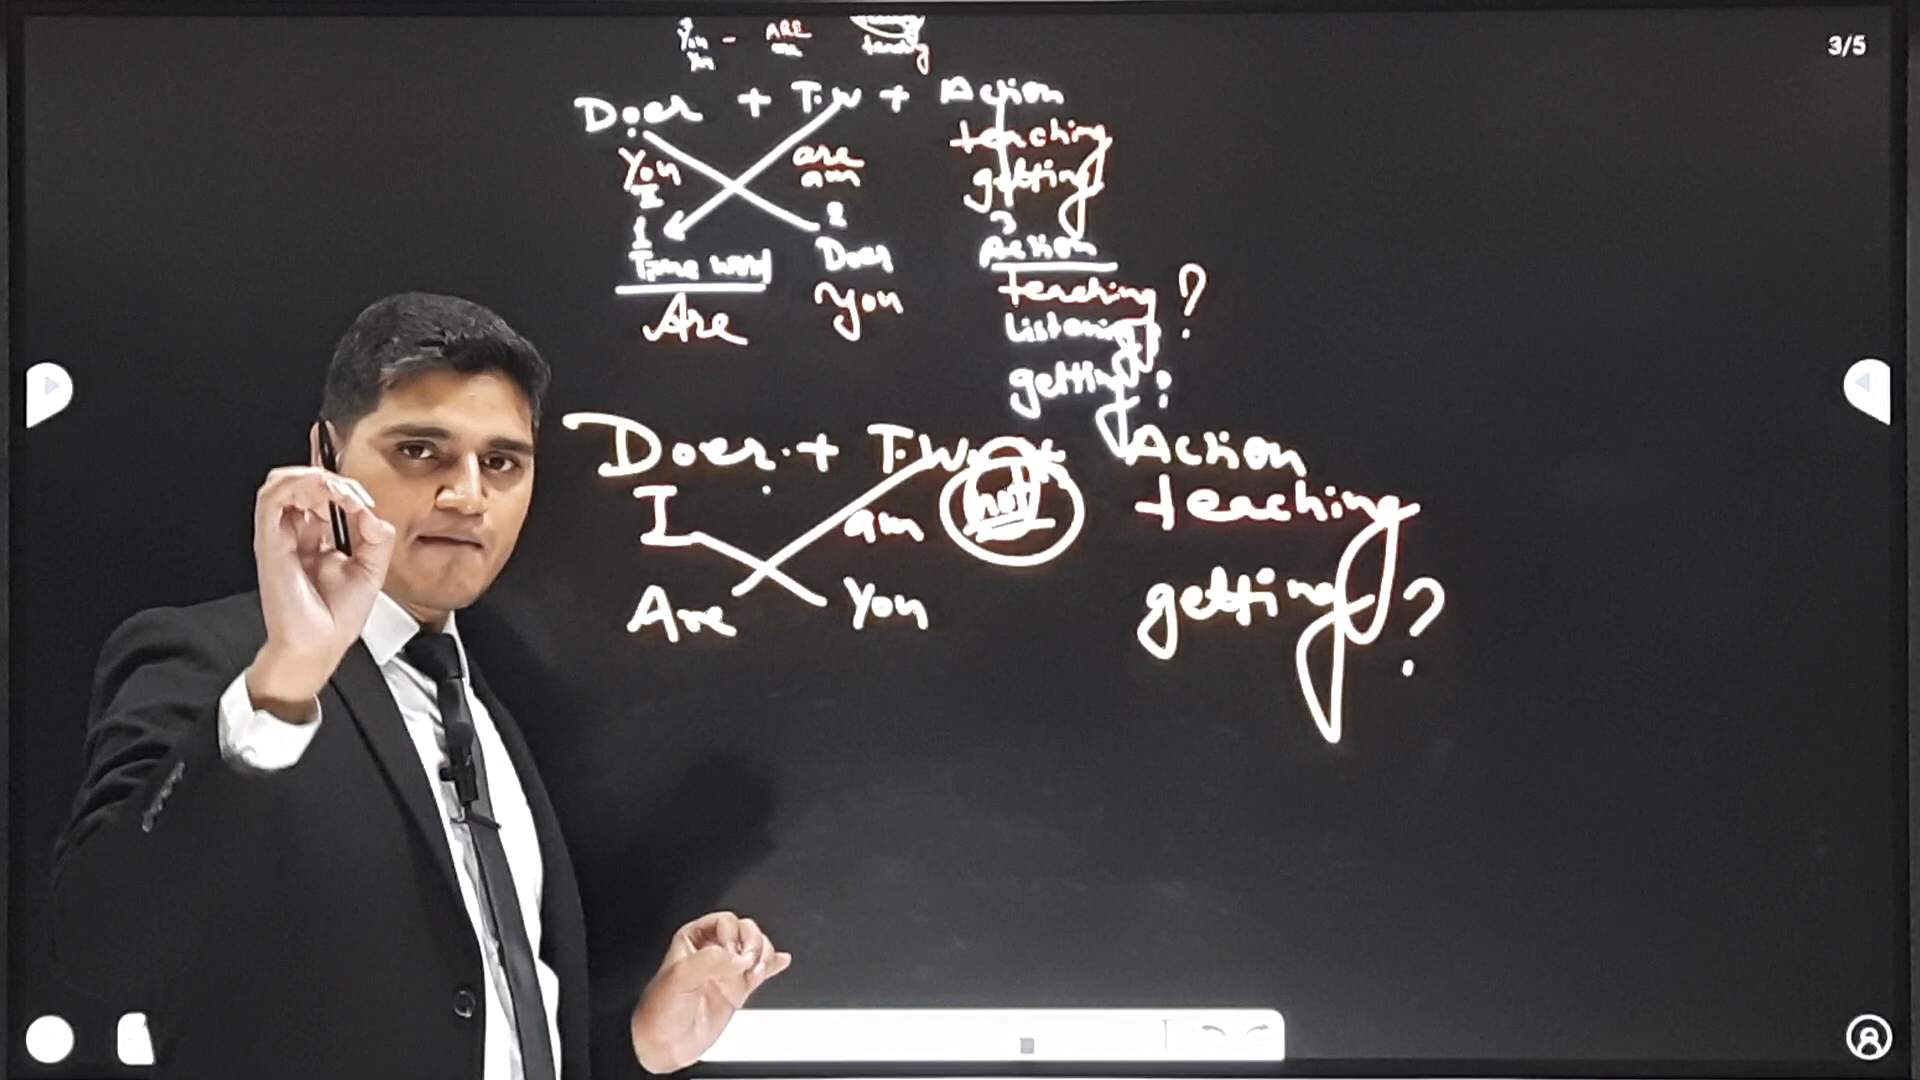 3/5
You - ARE
Doer + T.W + Action
You are teaching
I am getting
1 2 3
Time word Doer Action
Are You teaching ?
listening
getting ?
Doer + T.W. + Action
I am not teaching
Are You getting ?